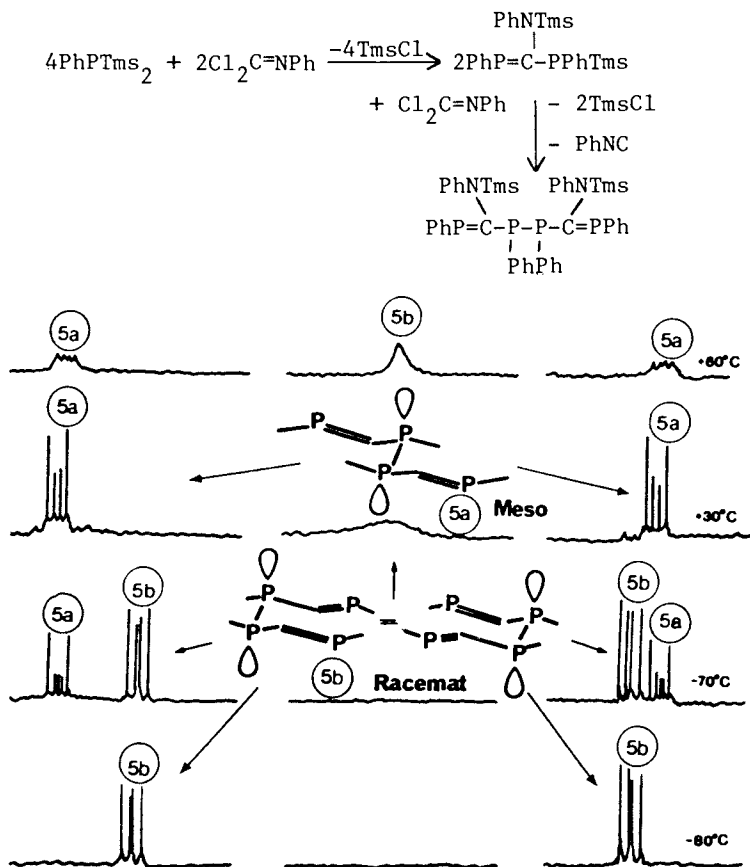 PhNTms
4PhPTms₂ + 2Cl₂C=NPh -4TmsCl 2PhP=C-PPhTms
+ Cl₂C=NPh - 2TmsCl
- PhNC
PhNTms PhNTms
PhP=C-P-P-C=PPh
PhPh
5a 5b 5a +60°C
5a P P P P 5a Meso 5a +30°C
5a 5b P P P P P P P P 5b Racemat 5b 5a -70°C
5b 5b -80°C